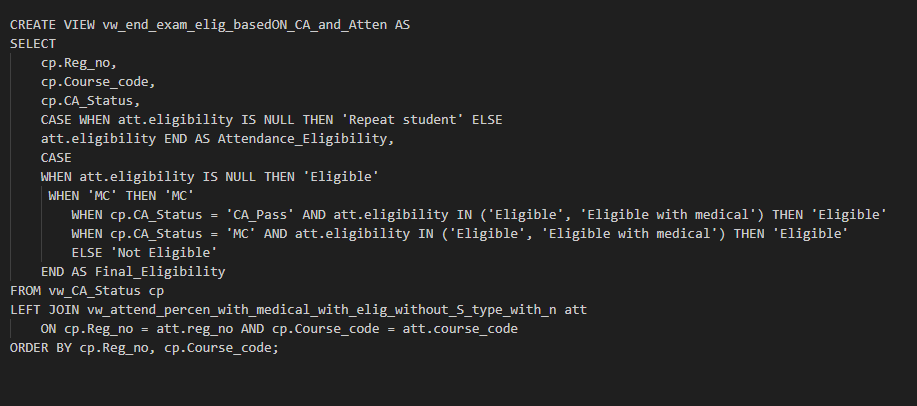 CREATE VIEW vw_end_exam_elig_basedON_CA_and_Atten AS
SELECT
    cp.Reg_no,
    cp.Course_code,
    cp.CA_Status,
    CASE WHEN att.eligibility IS NULL THEN 'Repeat student' ELSE
    att.eligibility END AS Attendance_Eligibility,
    CASE
    WHEN att.eligibility IS NULL THEN 'Eligible'
     WHEN 'MC' THEN 'MC'
        WHEN cp.CA_Status = 'CA_Pass' AND att.eligibility IN ('Eligible', 'Eligible with medical') THEN 'Eligible'
        WHEN cp.CA_Status = 'MC' AND att.eligibility IN ('Eligible', 'Eligible with medical') THEN 'Eligible'
        ELSE 'Not Eligible'
    END AS Final_Eligibility
FROM vw_CA_Status cp
LEFT JOIN vw_attend_percen_with_medical_with_elig_without_S_type_with_n att
    ON cp.Reg_no = att.reg_no AND cp.Course_code = att.course_code
ORDER BY cp.Reg_no, cp.Course_code;